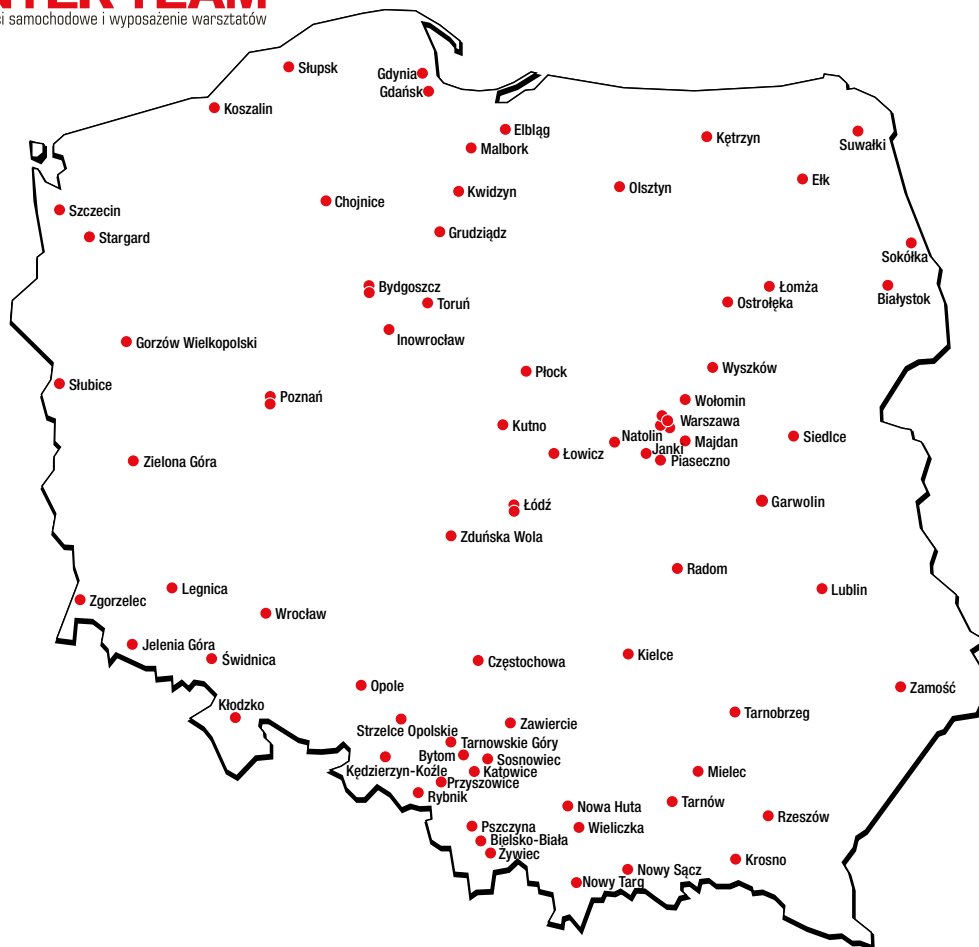 NTER TEAM
ci samochodowe i wyposażenie warsztatów
Słupsk
Gdynia
Gdańsk
Koszalin
Elbląg
Kętrzyn
Suwałki
Malbork
Ełk
Olsztyn
Kwidzyn
Chojnice
Szczecin
Grudziądz
Stargard
Sokółka
Bydgoszcz
Łomża
Białystok
Toruń
Ostrołęka
Inowrocław
Gorzów Wielkopolski
Wyszków
Płock
Słubice
Poznań
Wołomin
Warszawa
Kutno
Natolin
Majdan
Siedlce
Janki
Łowicz
Piaseczno
Zielona Góra
Garwolin
Łódź
Zduńska Wola
Radom
Legnica
Lublin
Zgorzelec
Wrocław
Jelenia Góra
Kielce
Świdnica
Częstochowa
Opole
Zamość
Kłodzko
Tarnobrzeg
Zawiercie
Strzelce Opolskie
Tarnowskie Góry
Bytom
Sosnowiec
Kędzierzyn-Koźle
Katowice
Mielec
Przyszowice
Rybnik
Tarnów
Nowa Huta
Rzeszów
Pszczyna
Wieliczka
Bielsko-Biała
Żywiec
Krosno
Nowy Sącz
Nowy Targ